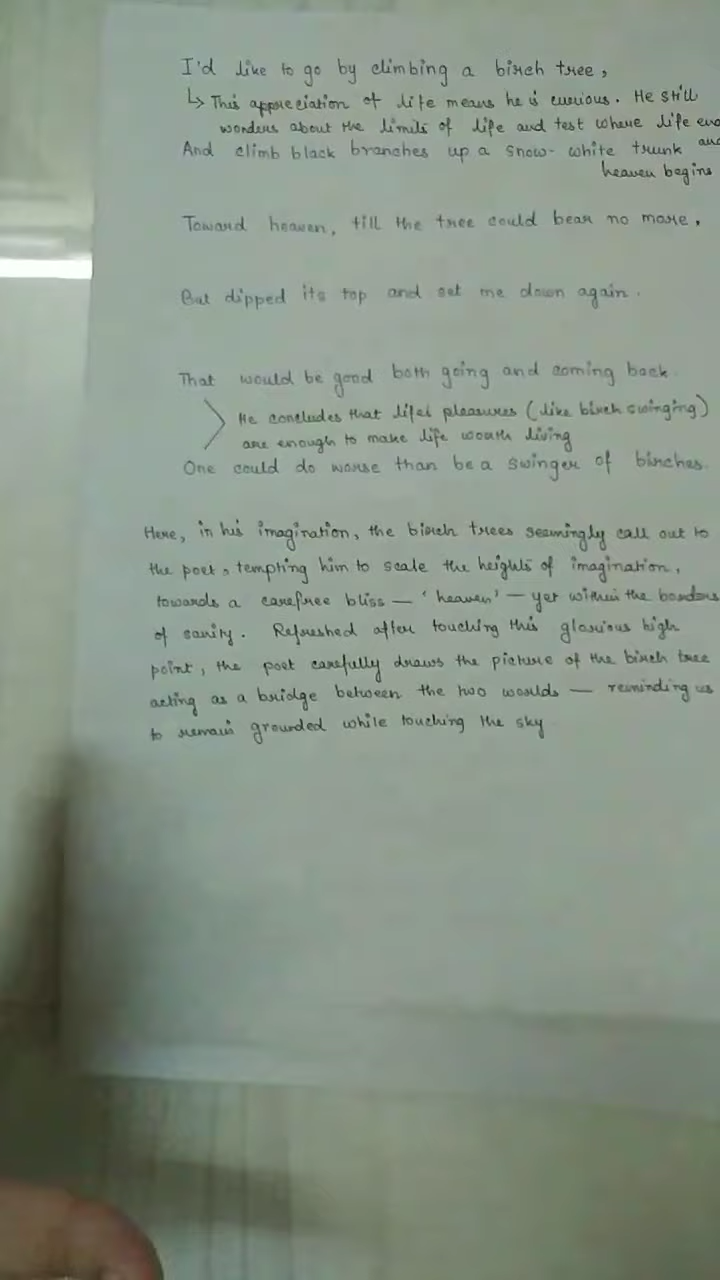 I'd like to go by climbing a birch tree,
↳ This appreciation of life means he is curious. He still
wonders about the limits of life and test where life end
And climb black branches up a snow-white trunk and
heaven begins
Toward heaven, till the tree could bear no more,
But dipped its top and set me down again.
That would be good both going and coming back.
He concludes that life's pleasures (like birch swinging)
are enough to make life worth living
One could do worse than be a swinger of birches.
Here, in his imagination, the birch trees seemingly call out to
the poet, tempting him to scale the heights of imagination,
towards a carefree bliss — 'heaven' — yet within the borders
of sanity. Refreshed after touching this glorious high
point, the poet carefully draws the picture of the birch tree
acting as a bridge between the two worlds — reminding us
to remain grounded while touching the sky